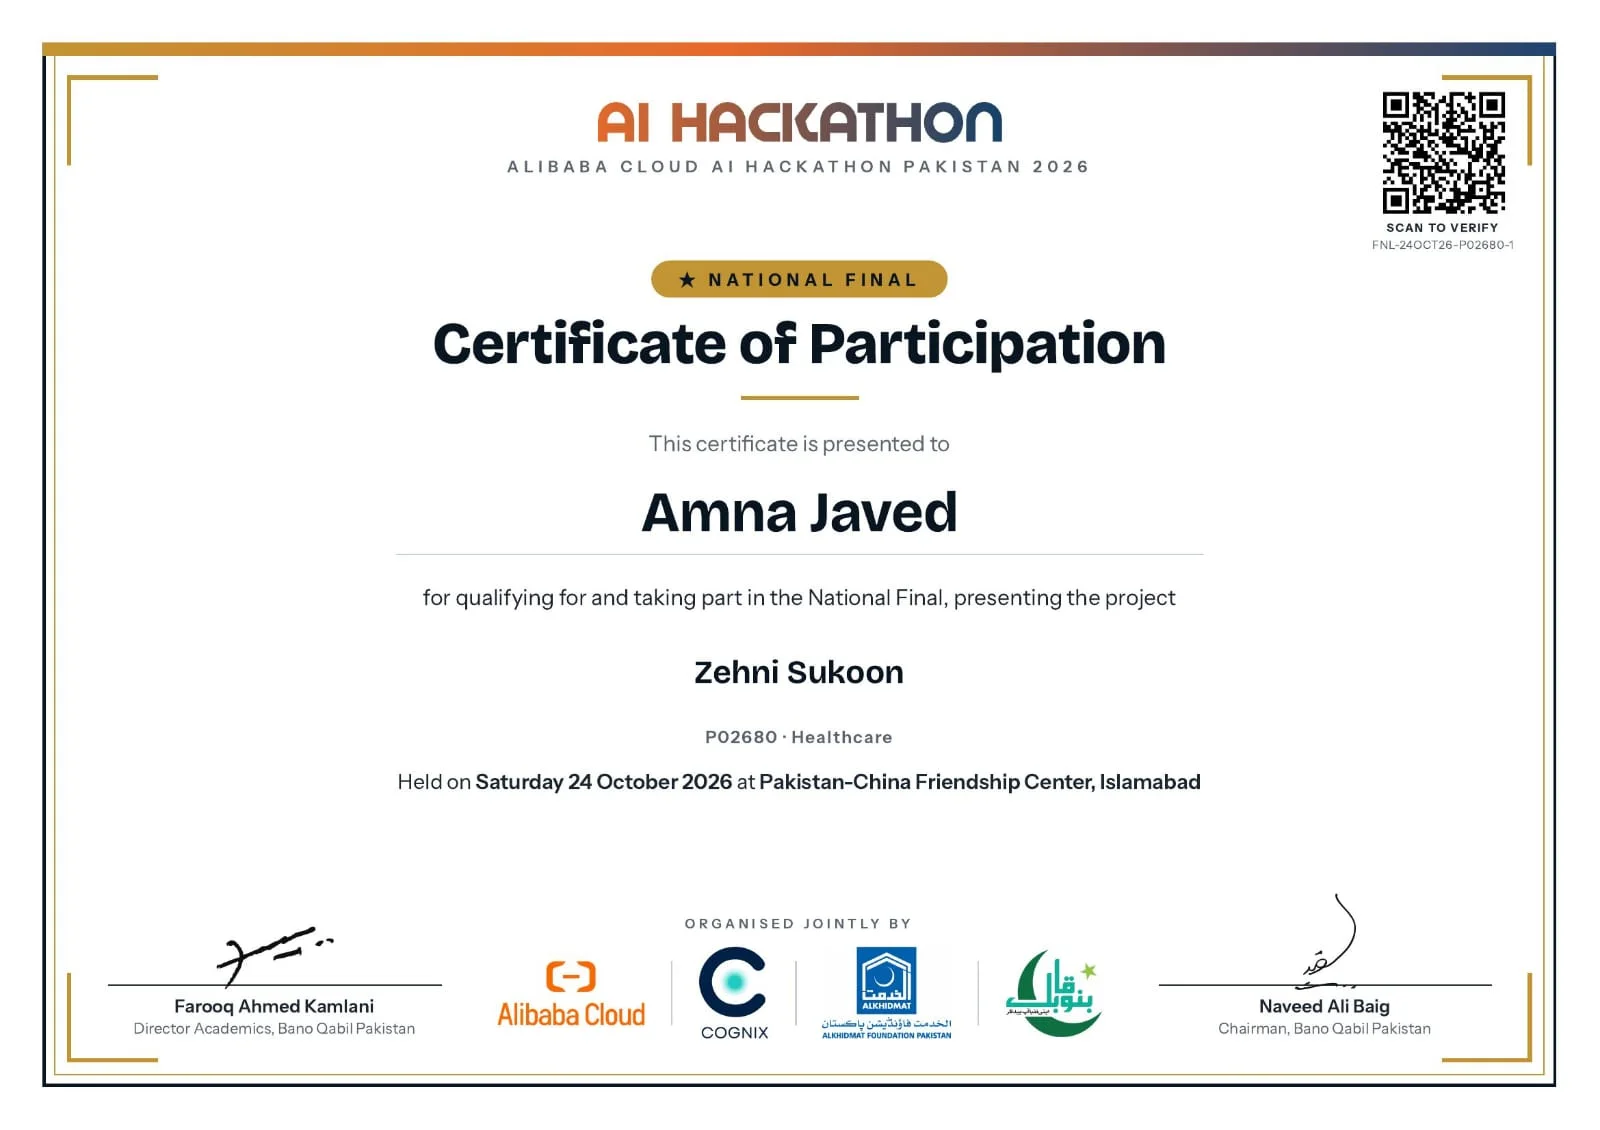 AI HACKATHON
ALIBABA CLOUD AI HACKATHON PAKISTAN 2026
SCAN TO VERIFY
FNL-24OCT26-P02680-1
★ NATIONAL FINAL
Certificate of Participation
This certificate is presented to
Amna Javed
for qualifying for and taking part in the National Final, presenting the project
Zehni Sukoon
P02680 · Healthcare
Held on Saturday 24 October 2026 at Pakistan-China Friendship Center, Islamabad
ORGANISED JOINTLY BY
Farooq Ahmed Kamlani
Director Academics, Bano Qabil Pakistan
Alibaba Cloud
COGNIX
الخدمت
ALKHIDMAT
الخدمت فاؤنڈیشن پاکستان
ALKHIDMAT FOUNDATION PAKISTAN
بنو قابل
Naveed Ali Baig
Chairman, Bano Qabil Pakistan